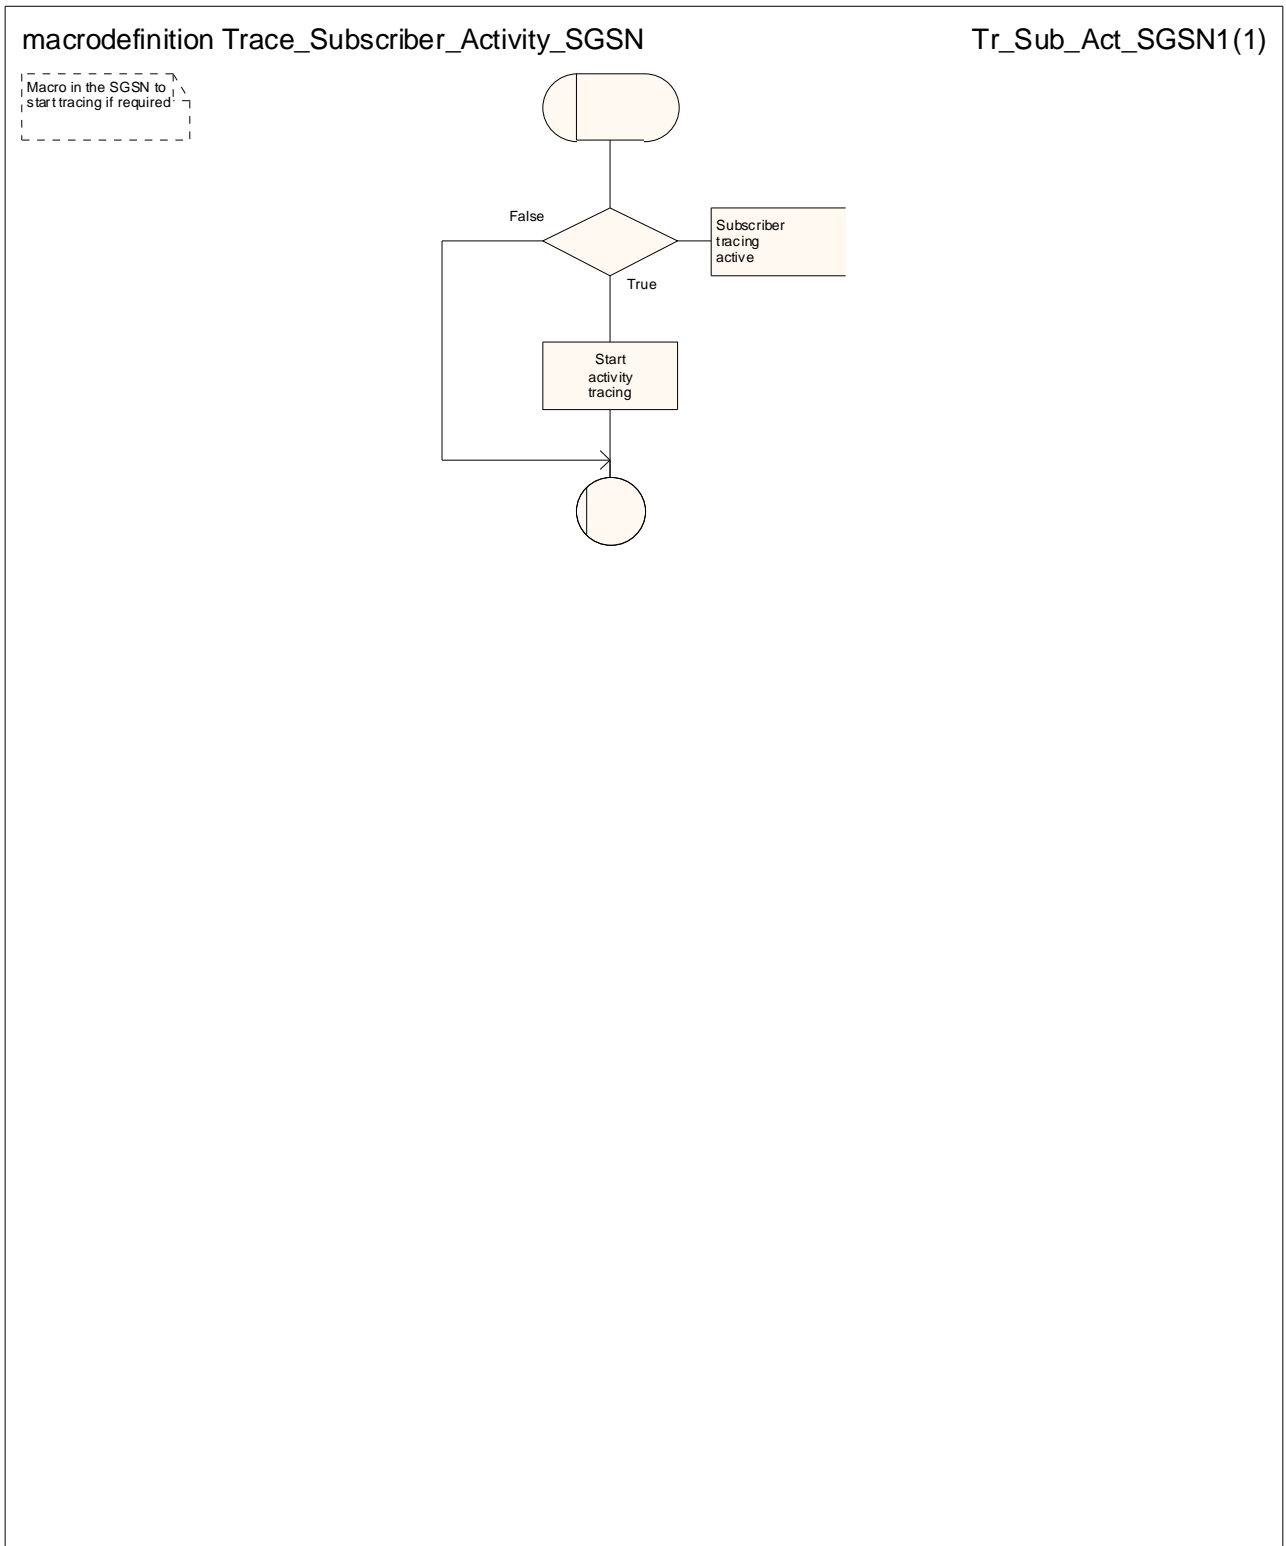 macrodefinition Trace_Subscriber_Activity_SGSN
Tr_Sub_Act_SGSN1(1)
Macro in the SGSN to
start tracing if required
False
Subscriber
tracing
active
True
Start
activity
tracing